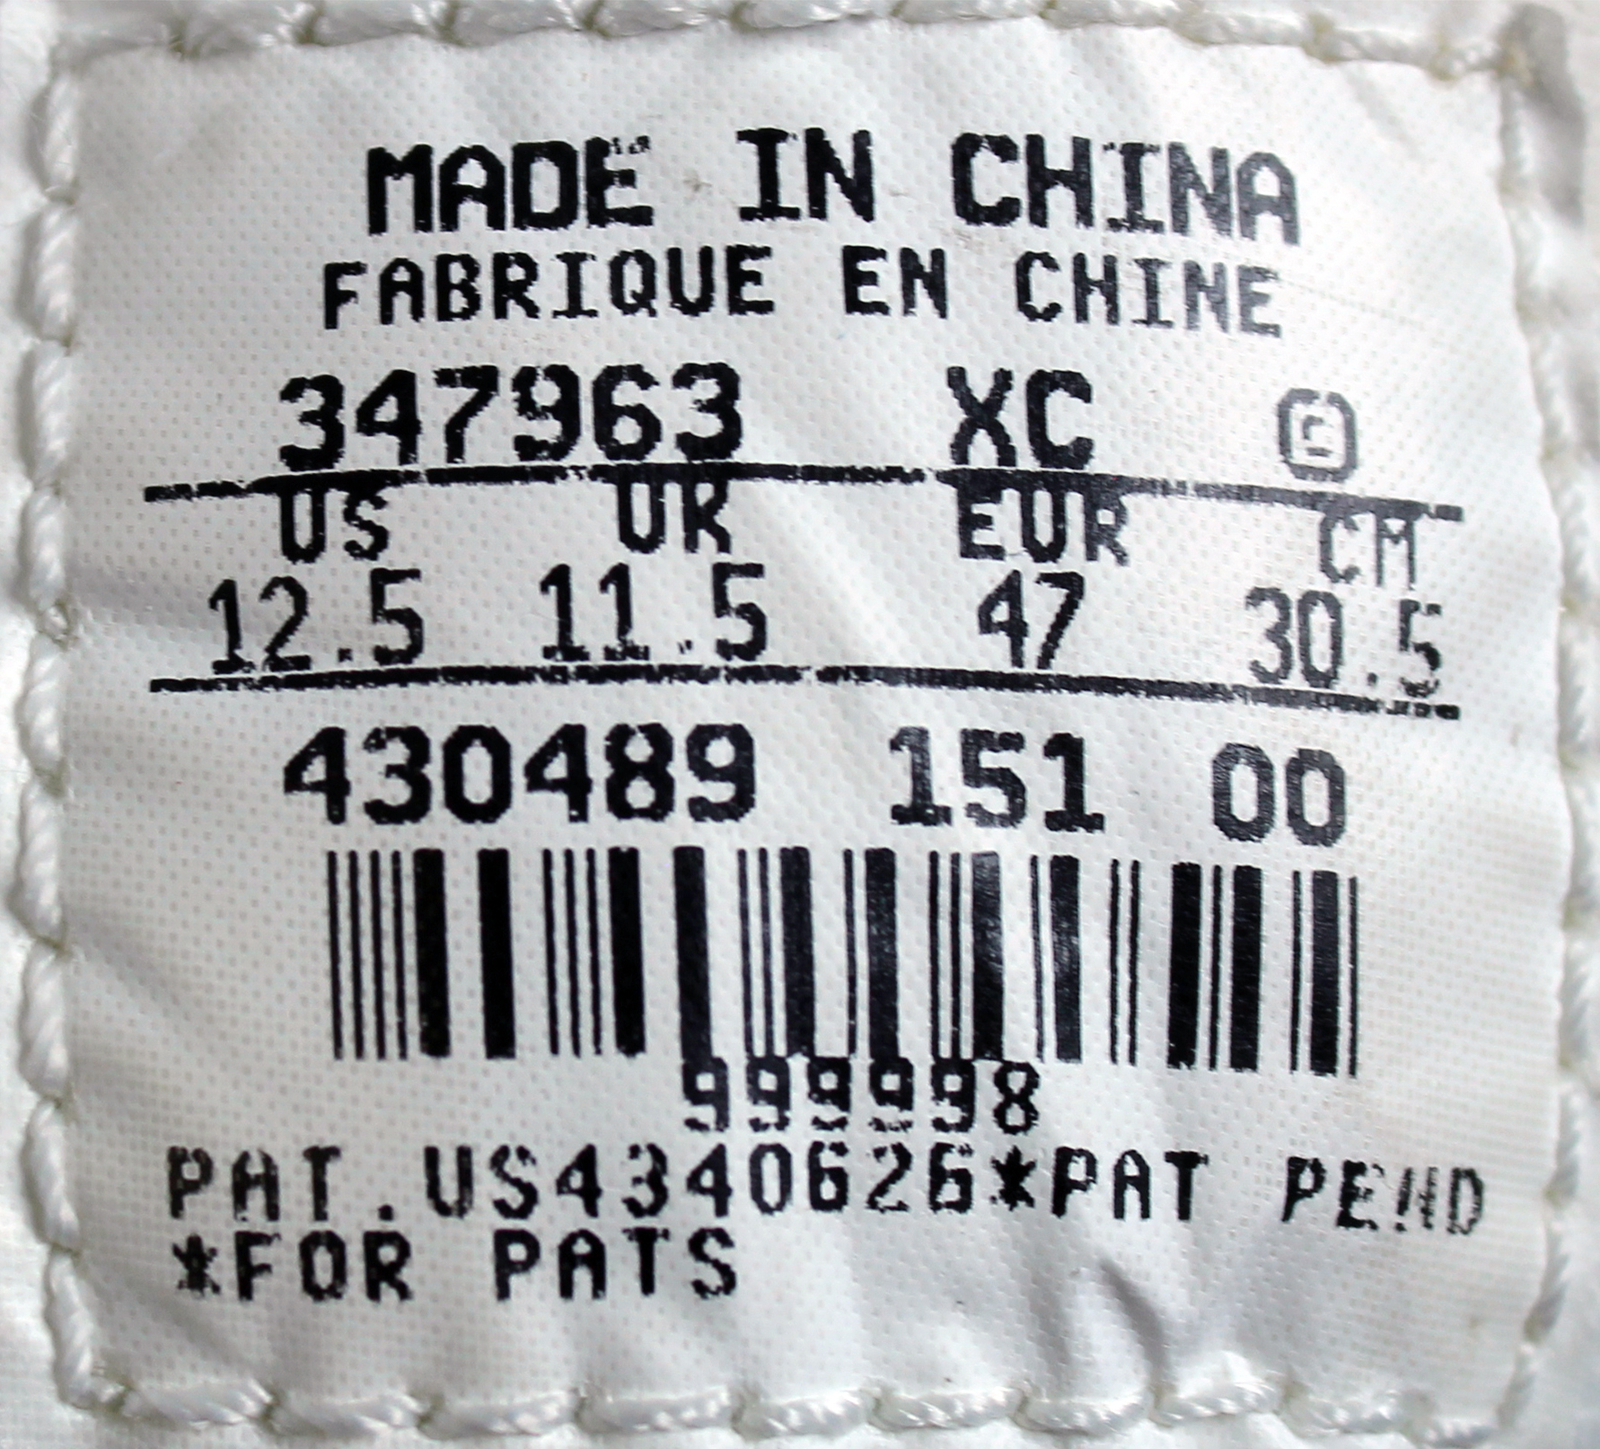 MADE IN CHINA
FABRIQUE EN CHINE
347963 XC
US UK EUR CM
12.5 11.5 47 30.5
430489 151 00
999998
PAT.US4340626*PAT PEND
*FOR PATS